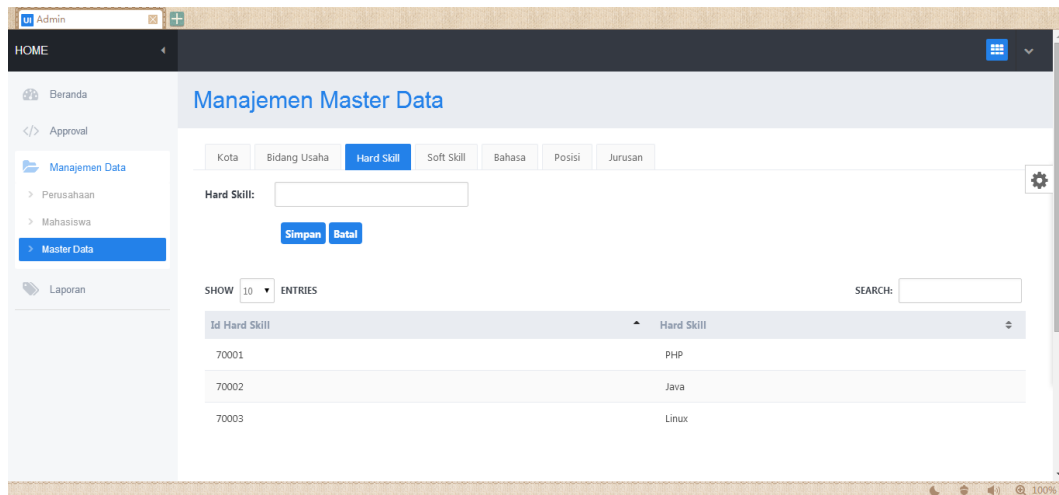 UI Admin
HOME
Beranda
</> Approval
Manajemen Data
> Perusahaan
> Mahasiswa
> Master Data
Laporan
Manajemen Master Data
Kota Bidang Usaha Hard Skill Soft Skill Bahasa Posisi Jurusan
Hard Skill:
Simpan Batal
SHOW 10 ENTRIES SEARCH:
Id Hard Skill Hard Skill
70001 PHP
70002 Java
70003 Linux
100%